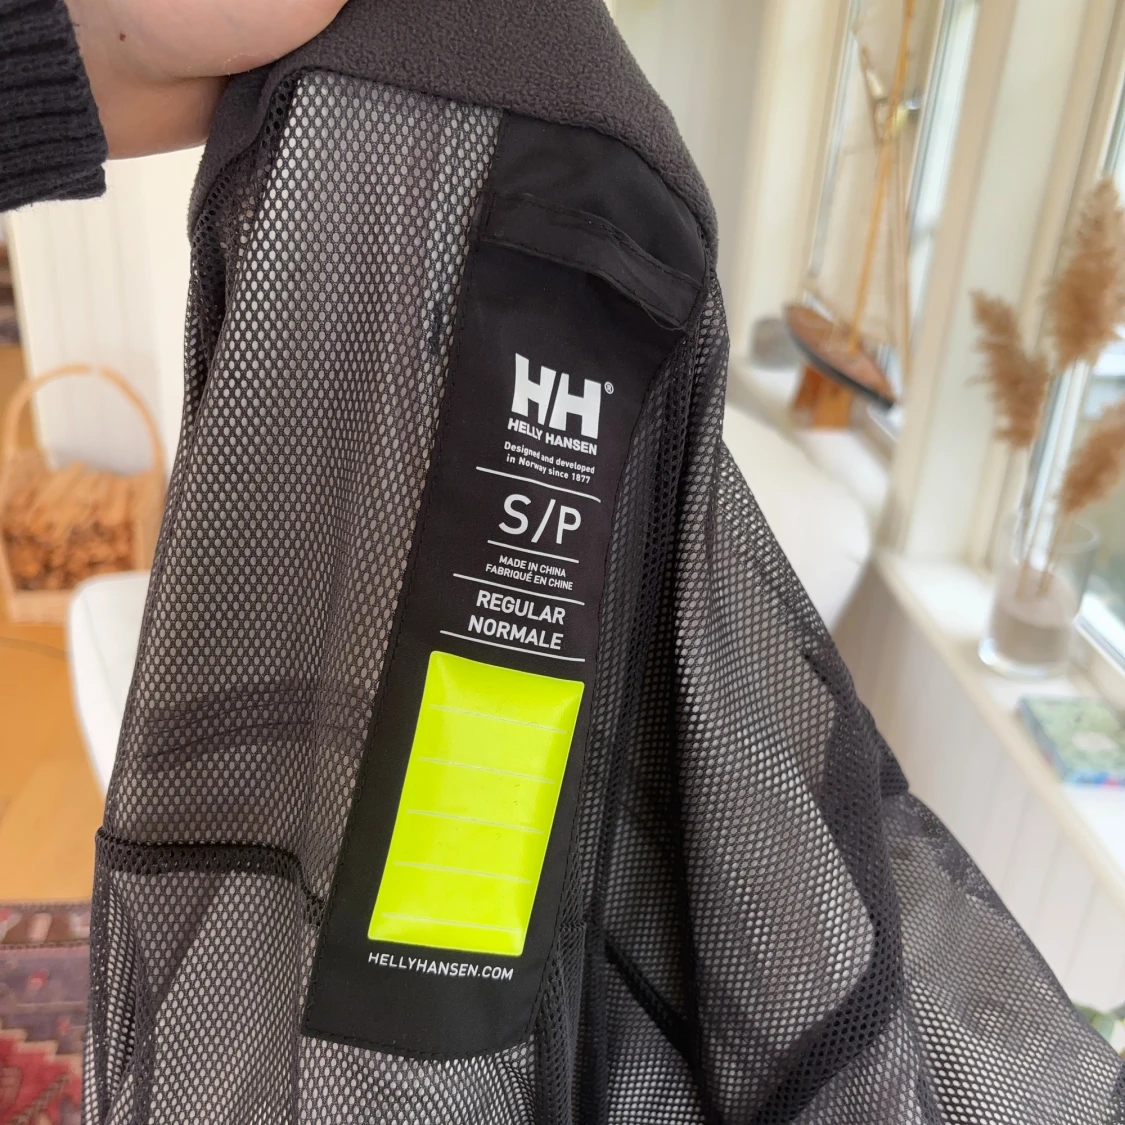 HH®
HELLY HANSEN
Designed and developed
in Norway since 1877
S/P
MADE IN CHINA
FABRIQUÉ EN CHINE
REGULAR
NORMALE
HELLYHANSEN.COM